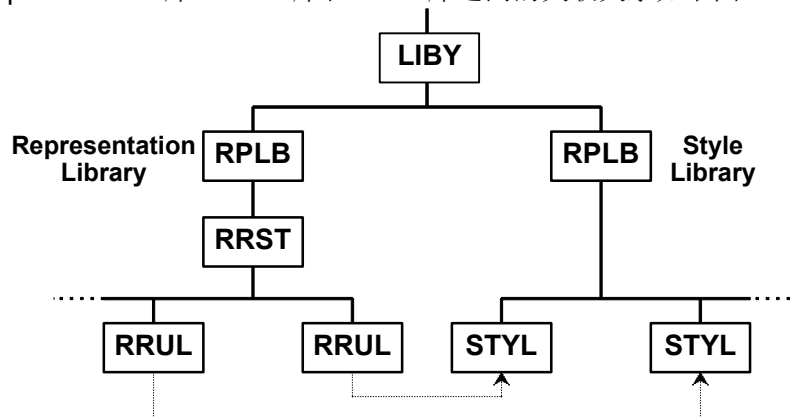 LIBY
Representation
Library
RPLB
RPLB
Style
Library
RRST
RRUL
RRUL
STYL
STYL